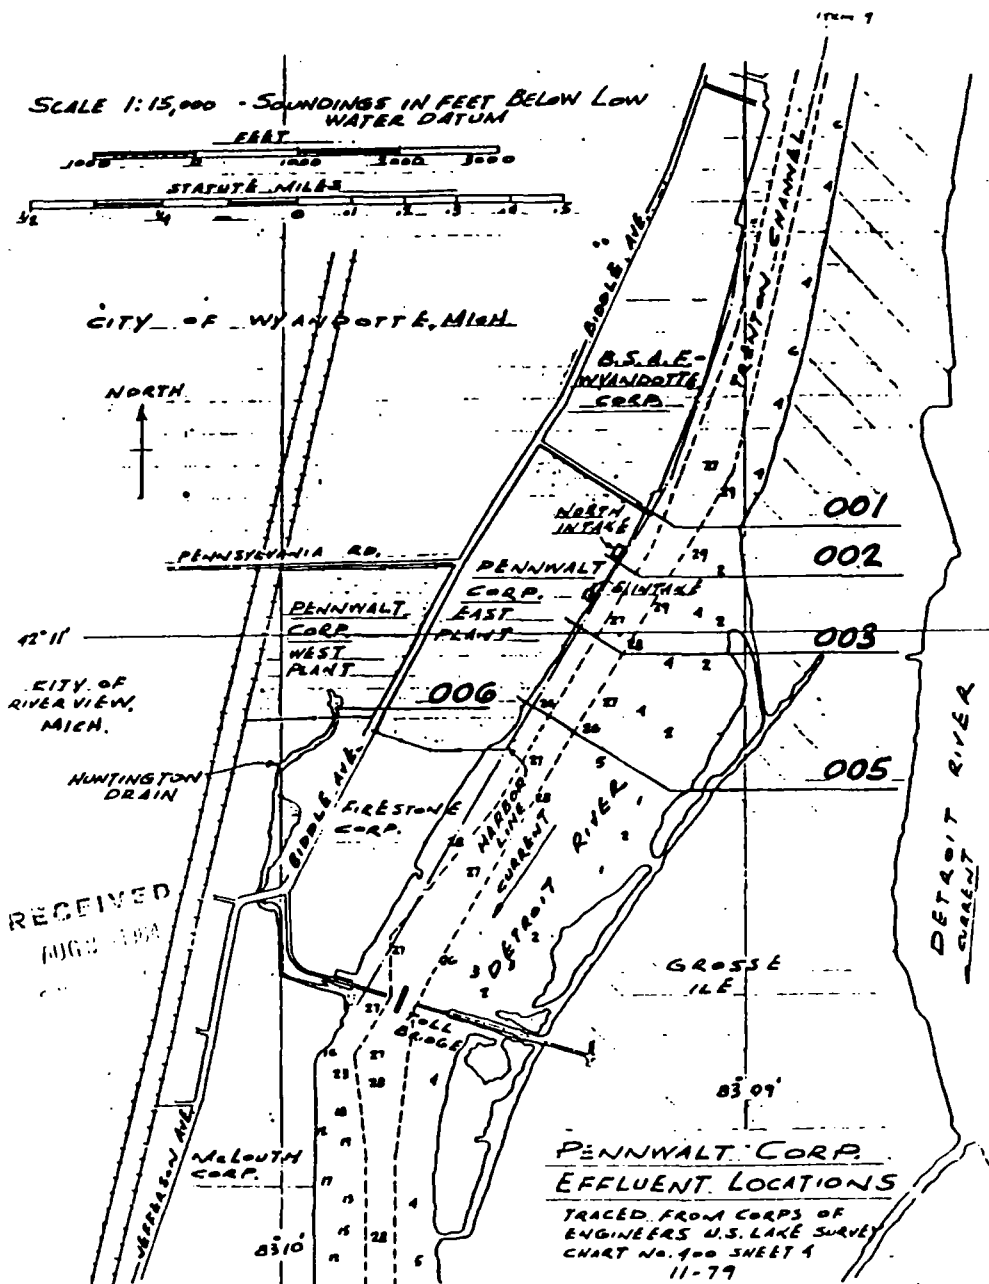 ITEM 9
SCALE 1:15,000 - SOUNDINGS IN FEET BELOW LOW
WATER DATUM
FEET
1000 0 1000 2000 3000
STATUTE MILES
1/2 1/4 0 .1 .2 .3 .4 .5
CITY OF WYANDOTTE, MICH.
NORTH
BIDDLE AVE.
TRENTON CHANNEL
B.S.A.F.-
WYANDOTTE
CORP.
NORTH
INTAKE
001
002
PENNSYLVANIA RD.
PENNWALT
CORP.
EAST
PLANT
S. INTAKE
PENNWALT
CORP
WEST
PLANT
42°11'
003
CITY OF
RIVERVIEW,
MICH.
006
005
HUNTINGTON
DRAIN
BIDDLE AVE.
FIRESTONE
CORP.
HARBOR
LINE
CURRENT
DETROIT RIVER
DETROIT RIVER
CURRENT
RECEIVED
GROSSE
ILE
TOLL
BRIDGE
83°09'
JEFFERSON AVE.
McLOUTH
CORP.
83°10'
PENNWALT CORP.
EFFLUENT LOCATIONS
TRACED FROM CORPS OF
ENGINEERS U.S. LAKE SURVEY
CHART NO. 400 SHEET 4
11-79